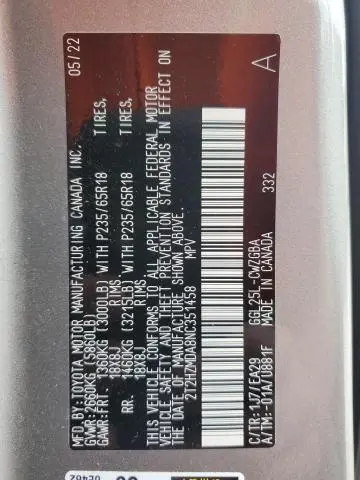 MFD.BY:TOYOTA MOTOR MANUFACTURING CANADA INC. 05/22
GVWR:2660KG (5860LB)
GAWR:FRT. 1360KG (3000LB) WITH P235/65R18 TIRES,
18X8J RIMS
RR. 1460KG (3215LB) WITH P235/65R18 TIRES,
18X8J RIMS
THIS VEHICLE CONFORMS TO ALL APPLICABLE FEDERAL MOTOR
VEHICLE SAFETY AND THEFT PREVENTION STANDARDS IN EFFECT ON
THE DATE OF MANUFACTURE SHOWN ABOVE.
2T2HZMDA8NC351458 MPV
A
C/TR:1J7/EA29 GGL25L-CWZGBA
A/TM:-01A/U881F MADE IN CANADA 332